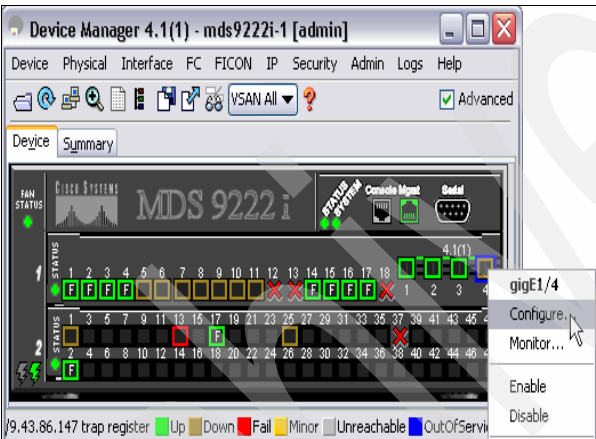 Device Manager 4.1(1) - mds9222i-1 [admin]
Device Physical Interface FC FICON IP Security Admin Logs Help
VSAN All Advanced
Device Summary
FAN STATUS
CISCO SYSTEMS
MDS 9222 i
STATUS
SYSTEM
Console Mgmt Serial
4.1(1)
1 STATUS 1 2 3 4 5 6 7 8 9 10 11 12 13 14 15 16 17 18 1 2 3
2 STATUS 1 3 5 7 9 11 13 15 17 19 21 23 25 27 29 31 33 35 37 39 41 43 45
2 4 6 8 10 12 14 16 18 20 22 24 26 28 30 32 34 36 38 40 42 44 46
F F F F F F F F
F
F
gigE1/4
Configure...
Monitor...
Enable
Disable
/9.43.86.147 trap register Up Down Fail Minor Unreachable OutOfServi